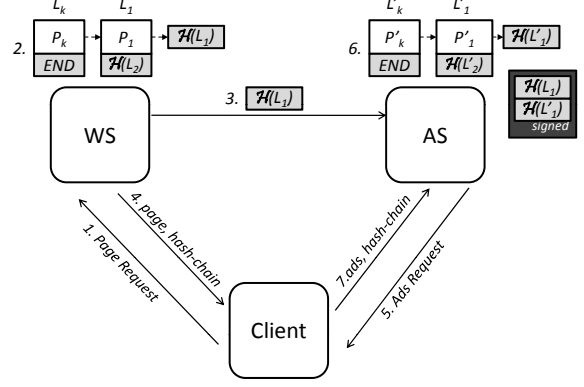 L_k L_1
2. P_k P_1 ℋ(L_1)
END ℋ(L_2)
L'_k L'_1
6. P'_k P'_1 ℋ(L'_1)
END ℋ(L'_2)
3. ℋ(L_1)
WS
AS
ℋ(L_1)
ℋ(L'_1)
signed
4. page, hash-chain
1. Page Request
7.ads, hash-chain
5. Ads Request
Client